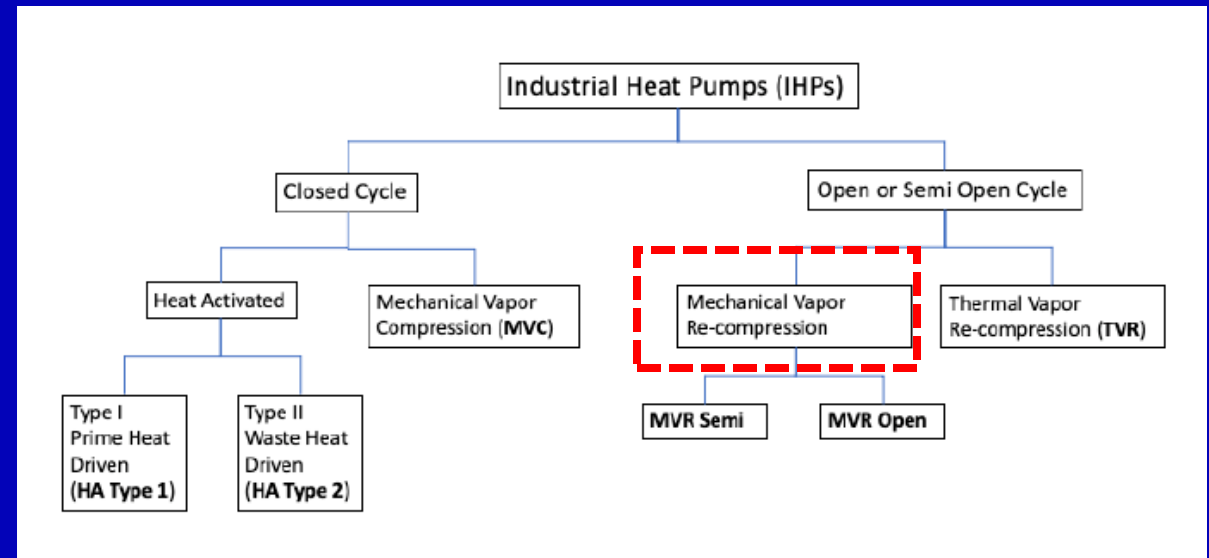 Industrial Heat Pumps (IHPs)
Closed Cycle
Open or Semi Open Cycle
Heat Activated
Mechanical Vapor
Compression (MVC)
Mechanical Vapor
Re-compression
Thermal Vapor
Re-compression (TVR)
Type I
Prime Heat
Driven
(HA Type 1)
Type II
Waste Heat
Driven
(HA Type 2)
MVR Semi
MVR Open